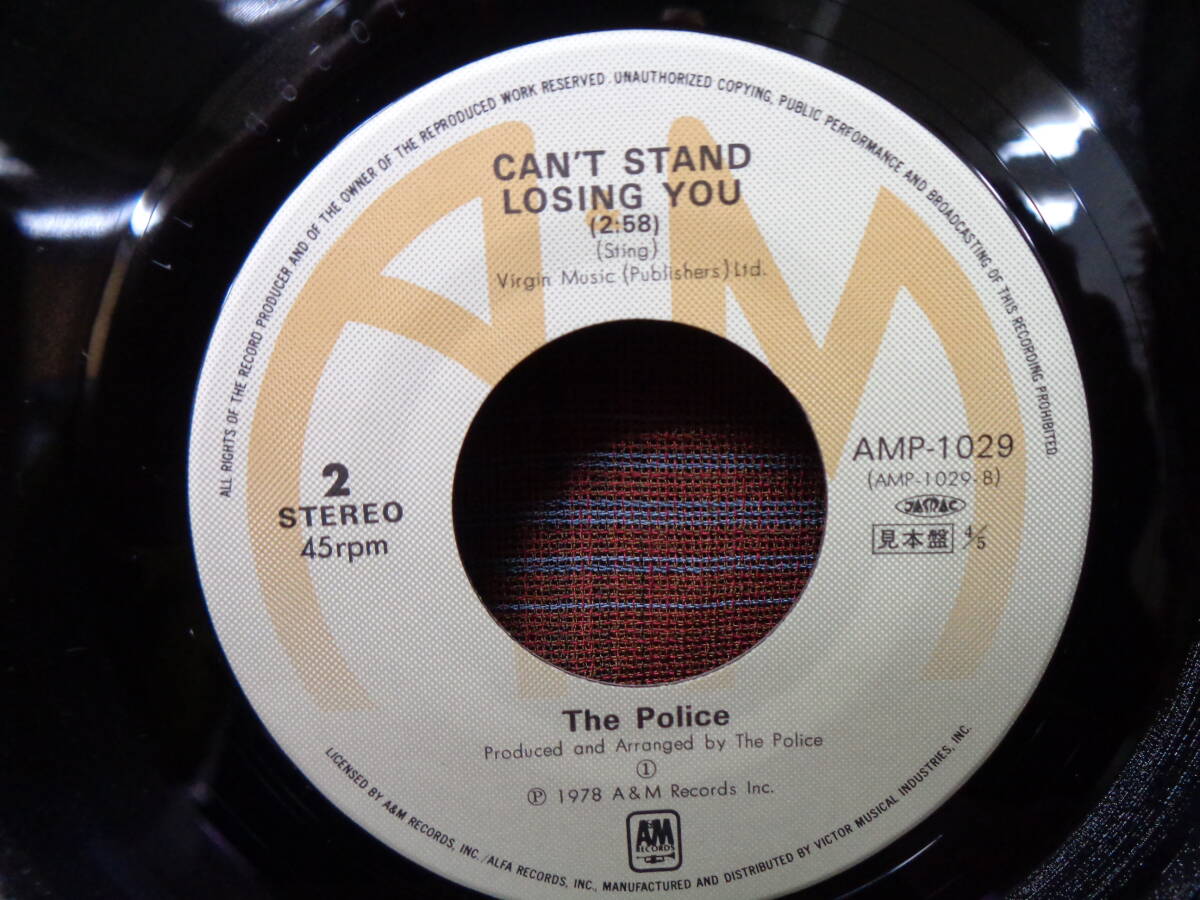 ALL RIGHTS OF THE RECORD PRODUCER AND OF THE OWNER OF THE REPRODUCED WORK RESERVED. UNAUTHORIZED COPYING, PUBLIC PERFORMANCE AND BROADCASTING OF THIS RECORDING PROHIBITED
CAN'T STAND
LOSING YOU
(2:58)
(Sting)
Virgin Music (Publishers) Ltd.
2
STEREO
45rpm
AMP-1029
(AMP-1029-B)
JASRAC
見本盤 4/5
The Police
Produced and Arranged by The Police
①
℗ 1978 A&M Records Inc.
A&M
RECORDS
LICENSED BY A&M RECORDS, INC./ALFA RECORDS, INC., MANUFACTURED AND DISTRIBUTED BY VICTOR MUSICAL INDUSTRIES, INC.